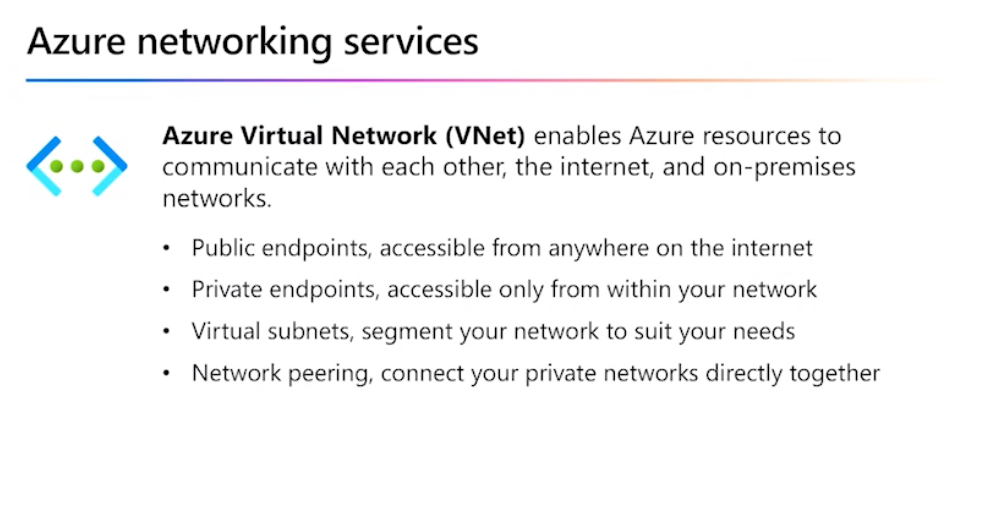 Azure networking services
Azure Virtual Network (VNet) enables Azure resources to
communicate with each other, the internet, and on-premises
networks.
• Public endpoints, accessible from anywhere on the internet
• Private endpoints, accessible only from within your network
• Virtual subnets, segment your network to suit your needs
• Network peering, connect your private networks directly together